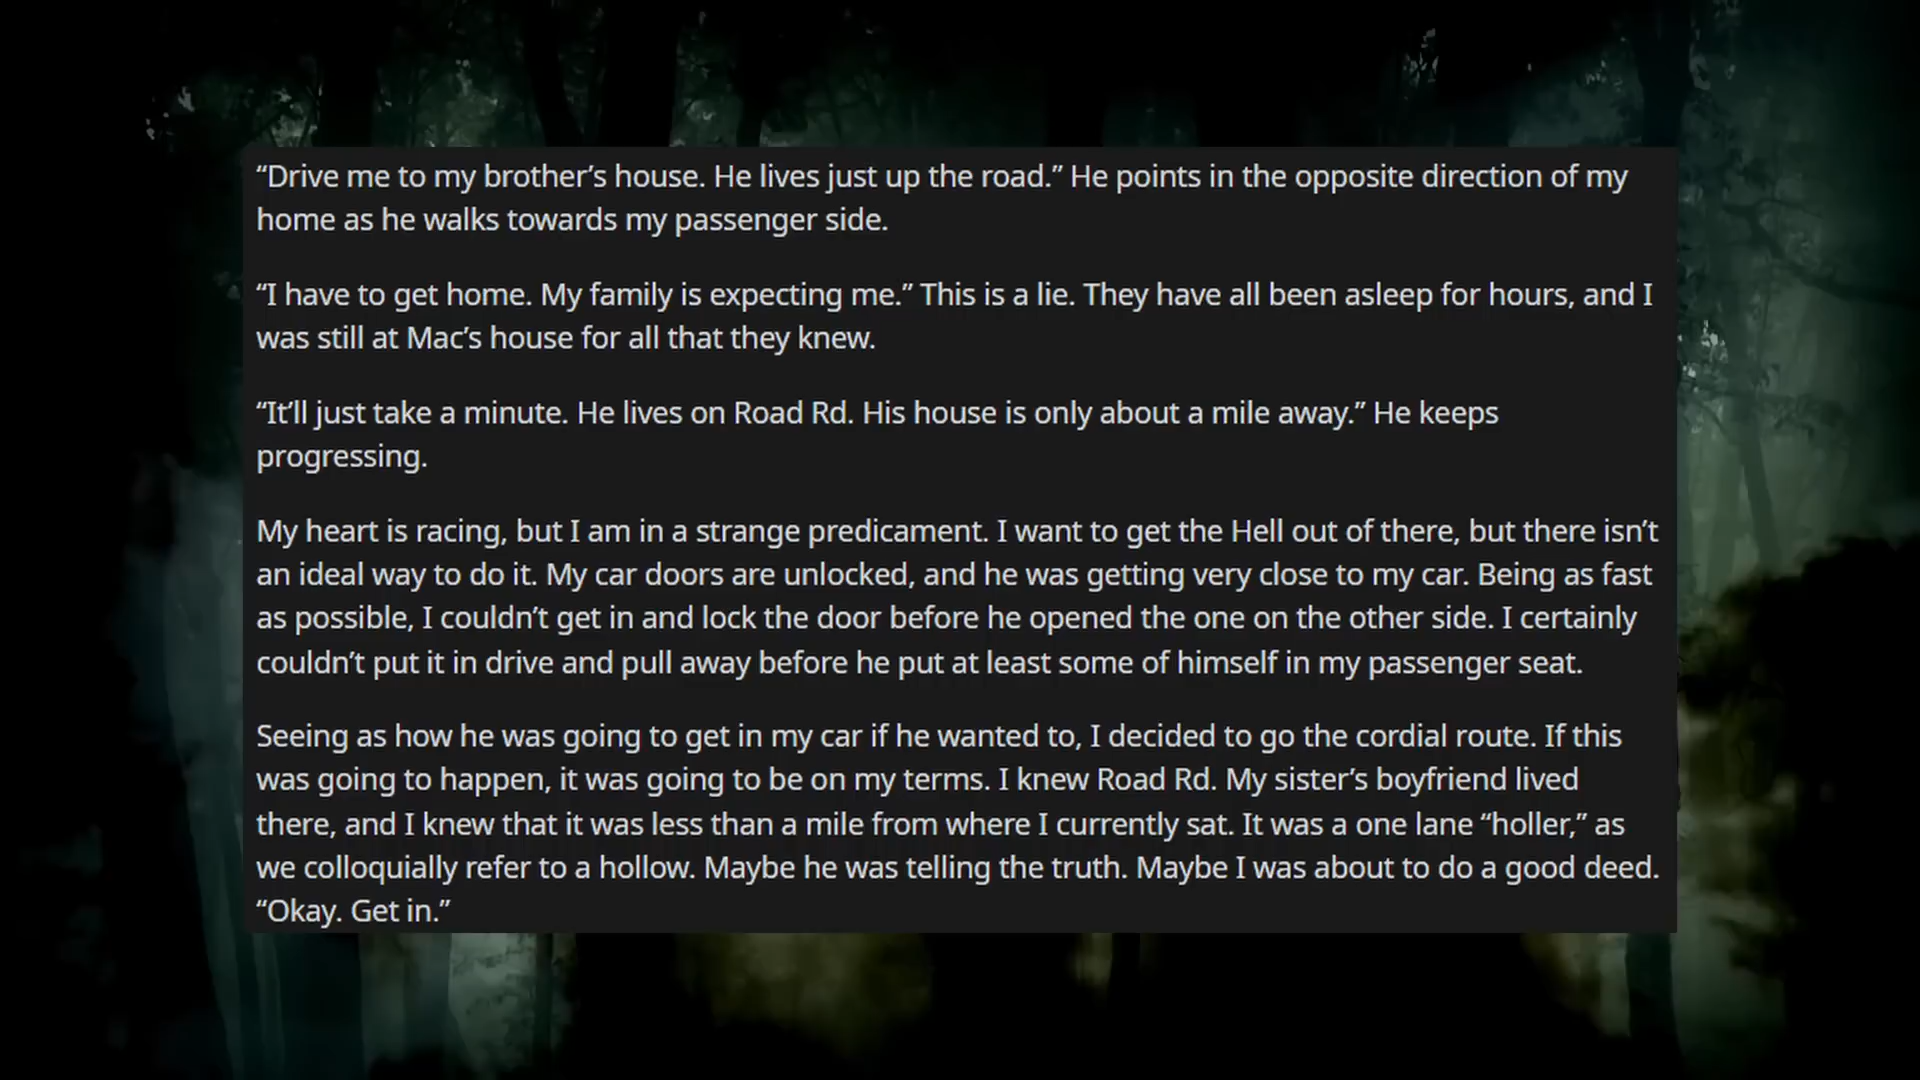 “Drive me to my brother’s house. He lives just up the road.” He points in the opposite direction of my
home as he walks towards my passenger side.
“I have to get home. My family is expecting me.” This is a lie. They have all been asleep for hours, and I
was still at Mac’s house for all that they knew.
“It’ll just take a minute. He lives on Road Rd. His house is only about a mile away.” He keeps
progressing.
My heart is racing, but I am in a strange predicament. I want to get the Hell out of there, but there isn’t
an ideal way to do it. My car doors are unlocked, and he was getting very close to my car. Being as fast
as possible, I couldn’t get in and lock the door before he opened the one on the other side. I certainly
couldn’t put it in drive and pull away before he put at least some of himself in my passenger seat.
Seeing as how he was going to get in my car if he wanted to, I decided to go the cordial route. If this
was going to happen, it was going to be on my terms. I knew Road Rd. My sister’s boyfriend lived
there, and I knew that it was less than a mile from where I currently sat. It was a one lane “holler,” as
we colloquially refer to a hollow. Maybe he was telling the truth. Maybe I was about to do a good deed.
“Okay. Get in.”